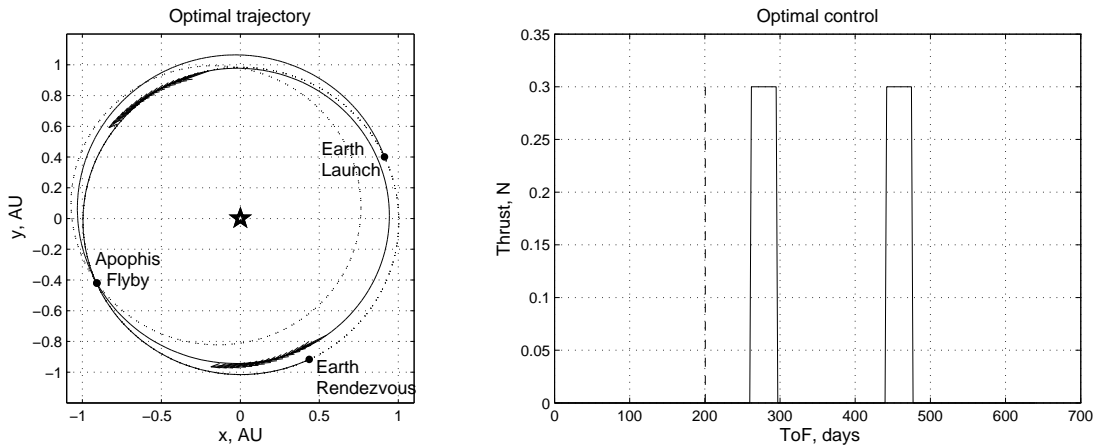 Optimal trajectory
1
0.8
0.6
0.4
0.2
0
−0.2
−0.4
−0.6
−0.8
−1
y, AU
Earth
Launch
Apophis
Flyby
Earth
Rendezvous
−1
−0.5
0
0.5
1
x, AU
Optimal control
0.35
0.3
0.25
0.2
0.15
0.1
0.05
0
Thrust, N
0
100
200
300
400
500
600
700
ToF, days